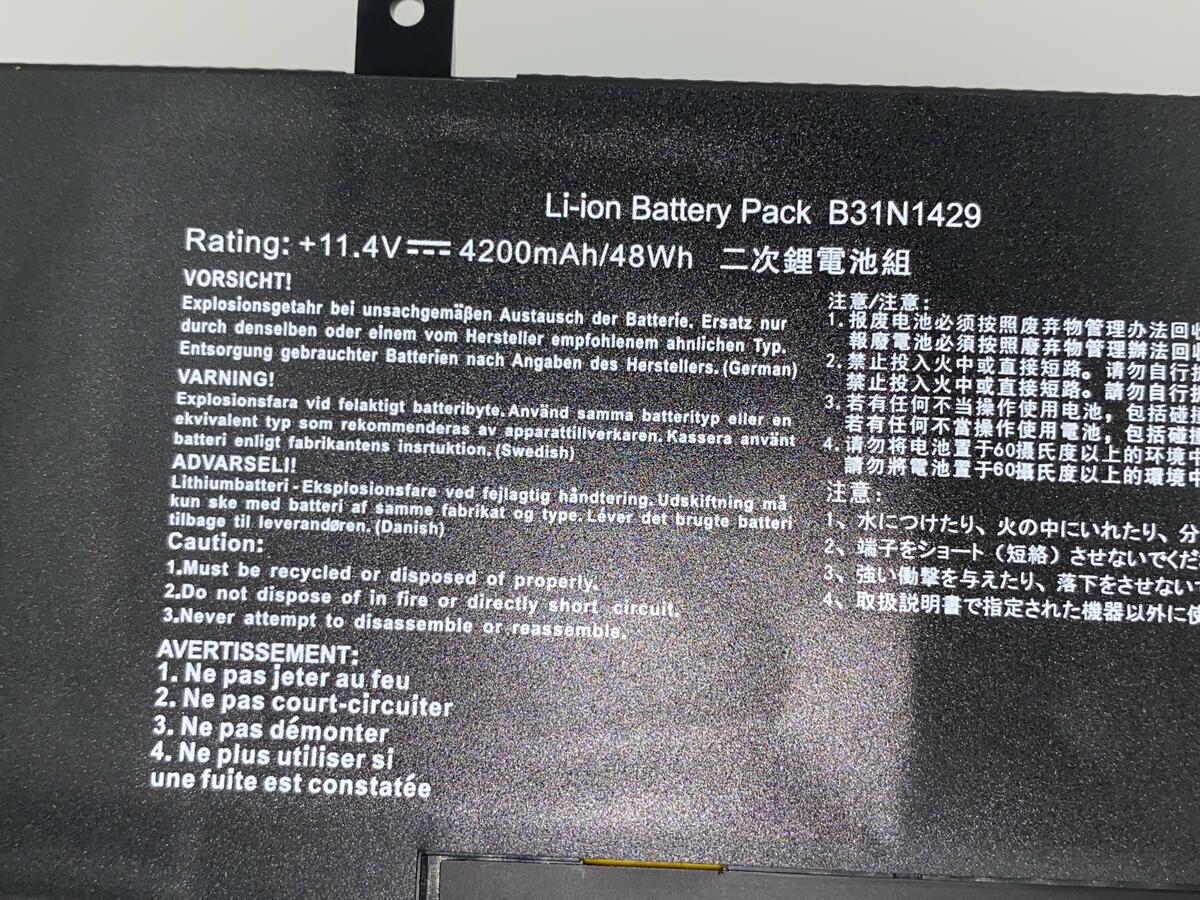 Li-ion Battery Pack B31N1429
Rating: +11.4V⎓ 4200mAh/48Wh 二次鋰電池組
VORSICHT!
Explosionsgetahr bei unsachgemäßen Austausch der Batterie. Ersatz nur
durch denselben oder einem vom Hersteller empfohlenem ahnlichen Typ.
Entsorgung gebrauchter Batterien nach Angaben des Herstellers. (German)
VARNING!
Explosionsfara vid felaktigt batteribyte. Använd samma batterityp eller en
ekvivalent typ som rekommenderas av apparattillverkaren. Kassera använt
batteri enligt fabrikantens insrtuktion. (Swedish)
ADVARSELI!
Lithiumbatteri - Eksplosionsfare ved fejlagtig håndtering. Udskiftning må
kun ske med batteri af samme fabrikat og type. Léver det brugte batteri
tilbage til leverandøren. (Danish)
Caution:
1.Must be recycled or disposed of properly.
2.Do not dispose of in fire or directly short circuit.
3.Never attempt to disassemble or reassemble.
AVERTISSEMENT:
1. Ne pas jeter au feu
2. Ne pas court-circuiter
3. Ne pas démonter
4. Ne plus utiliser si
une fuite est constatée
注意/注意:
1. 报废电池必须按照废弃物管理办法回收
報廢電池必須按照廢棄物管理辦法回收
2. 禁止投入火中或直接短路。请勿自行
禁止投入火中或直接短路。請勿自行
3. 若有任何不当操作使用电池，包括碰
若有任何不當操作使用電池，包括碰
4. 请勿将电池置于60摄氏度以上的环境中
請勿將電池置于60攝氏度以上的環境中
注意:
1、水につけたり、火の中にいれたり、分
2、端子をショート（短絡）させないでくだ
3、強い働撃を与えたり、落下をさせない
4、取扱説明書で指定された機器以外に使